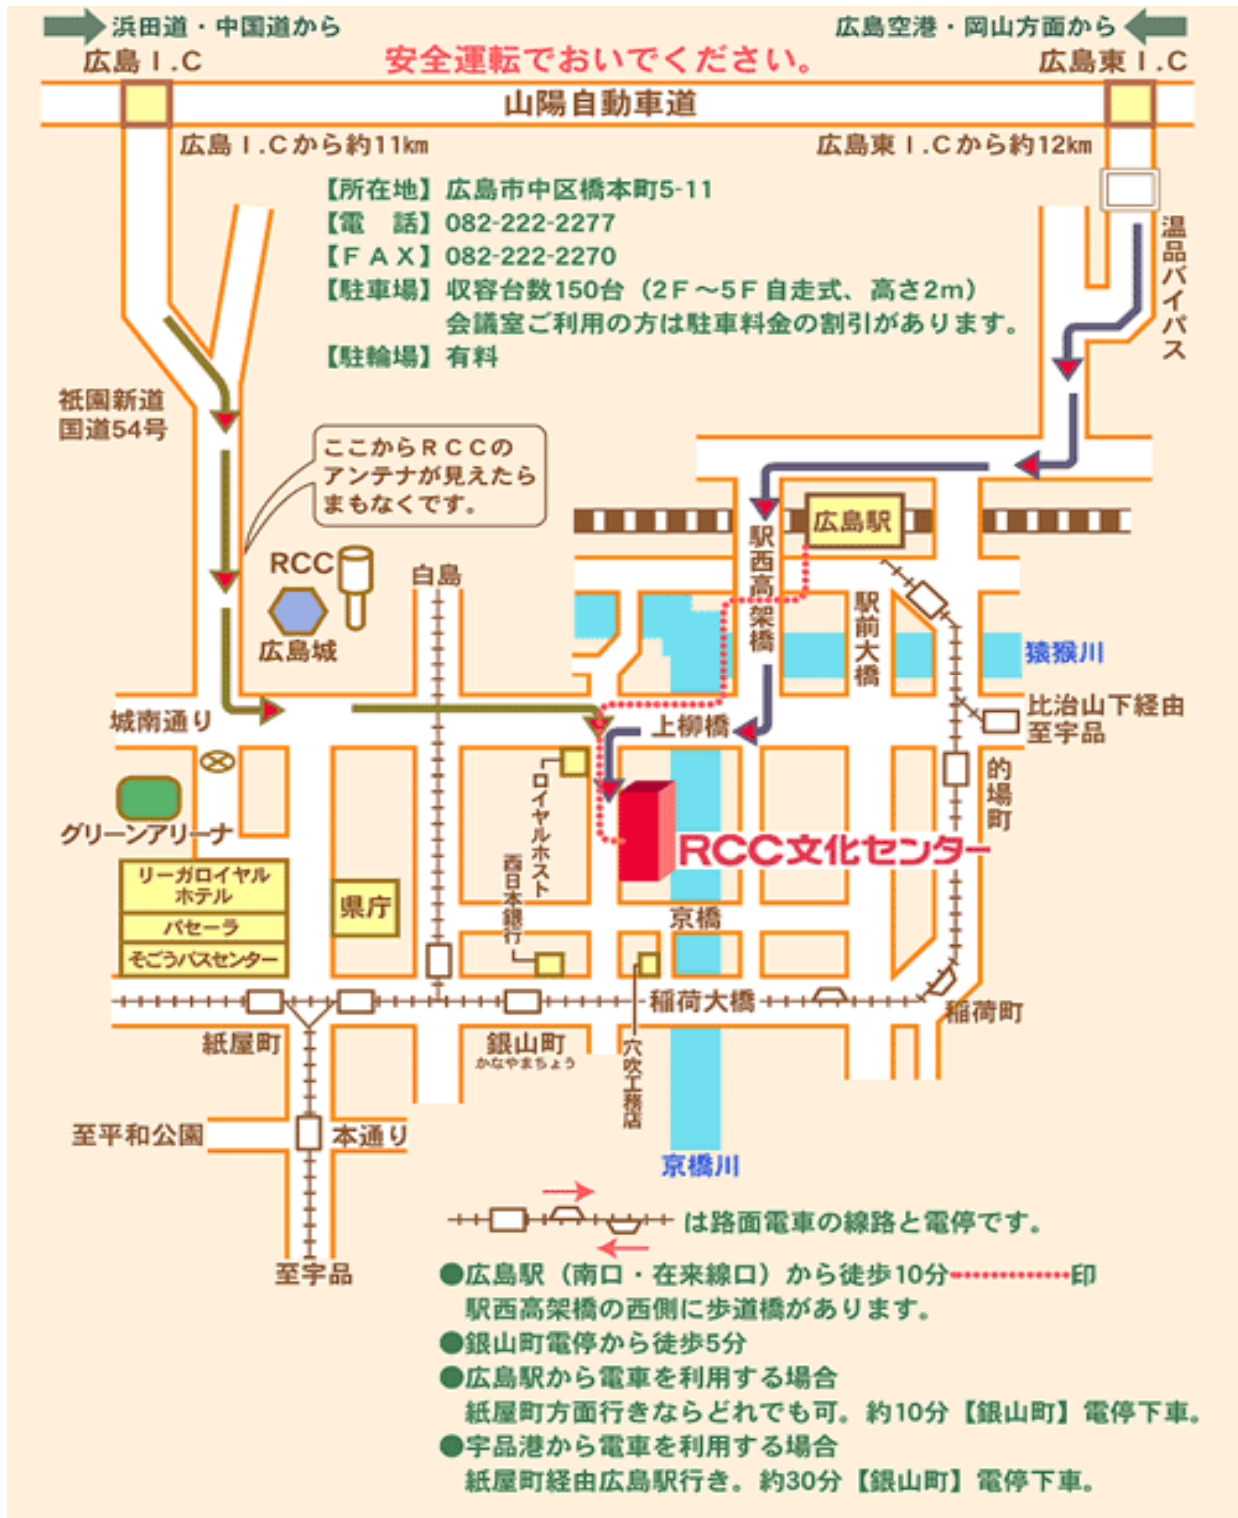 浜田道・中国道から
広島空港・岡山方面から
広島I.C
安全運転でおいでください。
広島東I.C
山陽自動車道
広島I.Cから約11km
広島東I.Cから約12km
【所在地】広島市中区橋本町5-11
【電　話】082-222-2277
【ＦＡＸ】082-222-2270
【駐車場】収容台数150台（2Ｆ～5Ｆ自走式、高さ2m）
会議室ご利用の方は駐車料金の割引があります。
【駐輪場】有料
温品バイパス
祇園新道
国道54号
ここからＲＣＣの
アンテナが見えたら
まもなくです。
広島駅
駅西高架橋
RCC
白島
広島城
駅前大橋
猿猴川
城南通り
上柳橋
比治山下経由
至宇品
的場町
ロイヤルホスト
グリーンアリーナ
RCC文化センター
西日本銀行
リーガロイヤル
ホテル
県庁
京橋
パセーラ
そごうバスセンター
稲荷大橋
稲荷町
紙屋町
銀山町
かなやまちょう
穴吹工務店
至平和公園
本通り
京橋川
は路面電車の線路と電停です。
至宇品
●広島駅（南口・在来線口）から徒歩10分 印
駅西高架橋の西側に歩道橋があります。
●銀山町電停から徒歩5分
●広島駅から電車を利用する場合
紙屋町方面行きならどれでも可。約10分【銀山町】電停下車。
●宇品港から電車を利用する場合
紙屋町経由広島駅行き。約30分【銀山町】電停下車。